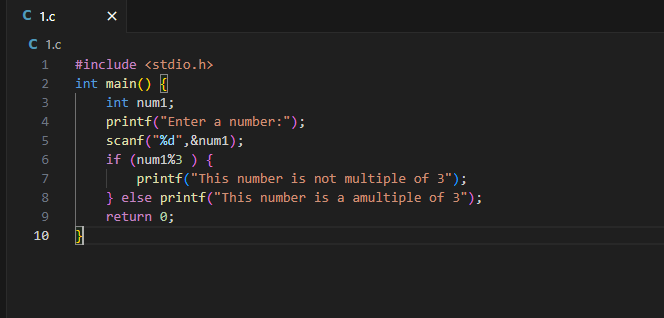 C 1.c ×
C 1.c
1 #include <stdio.h>
2 int main() {
3 int num1;
4 printf("Enter a number:");
5 scanf("%d",&num1);
6 if (num1%3 ) {
7 printf("This number is not multiple of 3");
8 } else printf("This number is a amultiple of 3");
9 return 0;
10 }